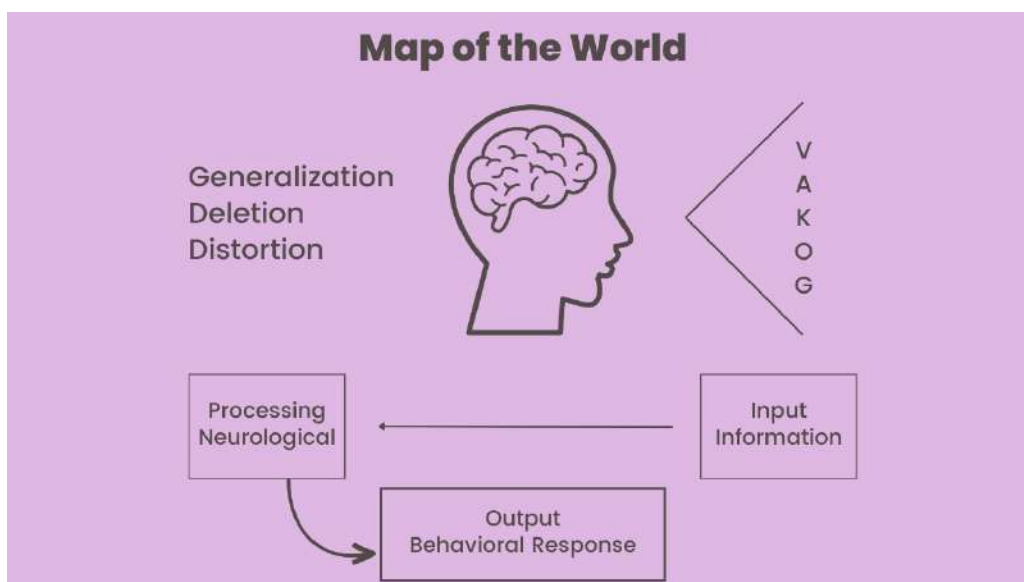 Map of the World
Generalization
Deletion
Distortion
V
A
K
O
G
Processing
Neurological
Input
Information
Output
Behavioral Response